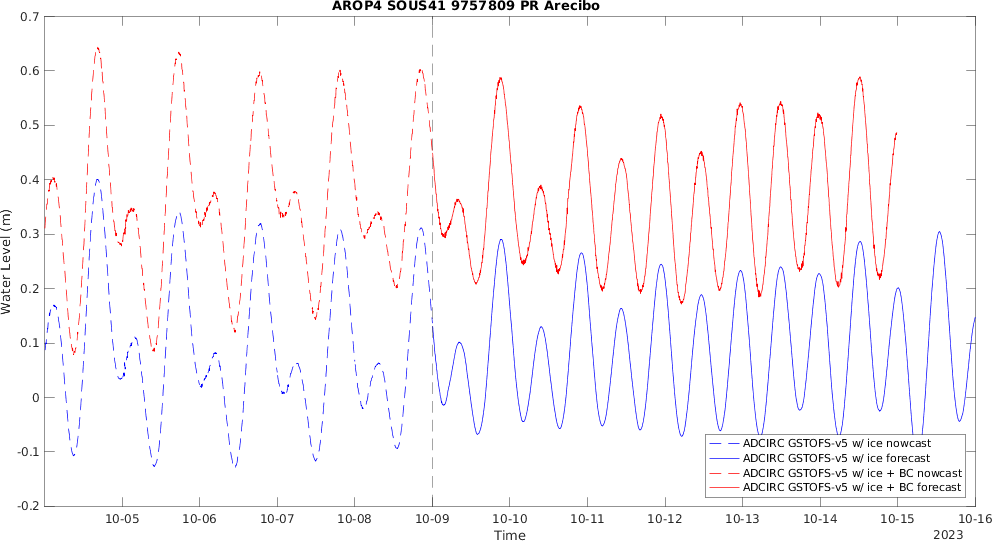 AROP4 SOUS41 9757809 PR Arecibo
0.7
0.6
0.5
0.4
0.3
0.2
0.1
0
-0.1
-0.2
Water Level (m)
ADCIRC GSTOFS-v5 w/ ice nowcast
ADCIRC GSTOFS-v5 w/ ice forecast
ADCIRC GSTOFS-v5 w/ ice + BC nowcast
ADCIRC GSTOFS-v5 w/ ice + BC forecast
10-05 10-06 10-07 10-08 10-09 10-10 10-11 10-12 10-13 10-14 10-15 10-16
Time
2023